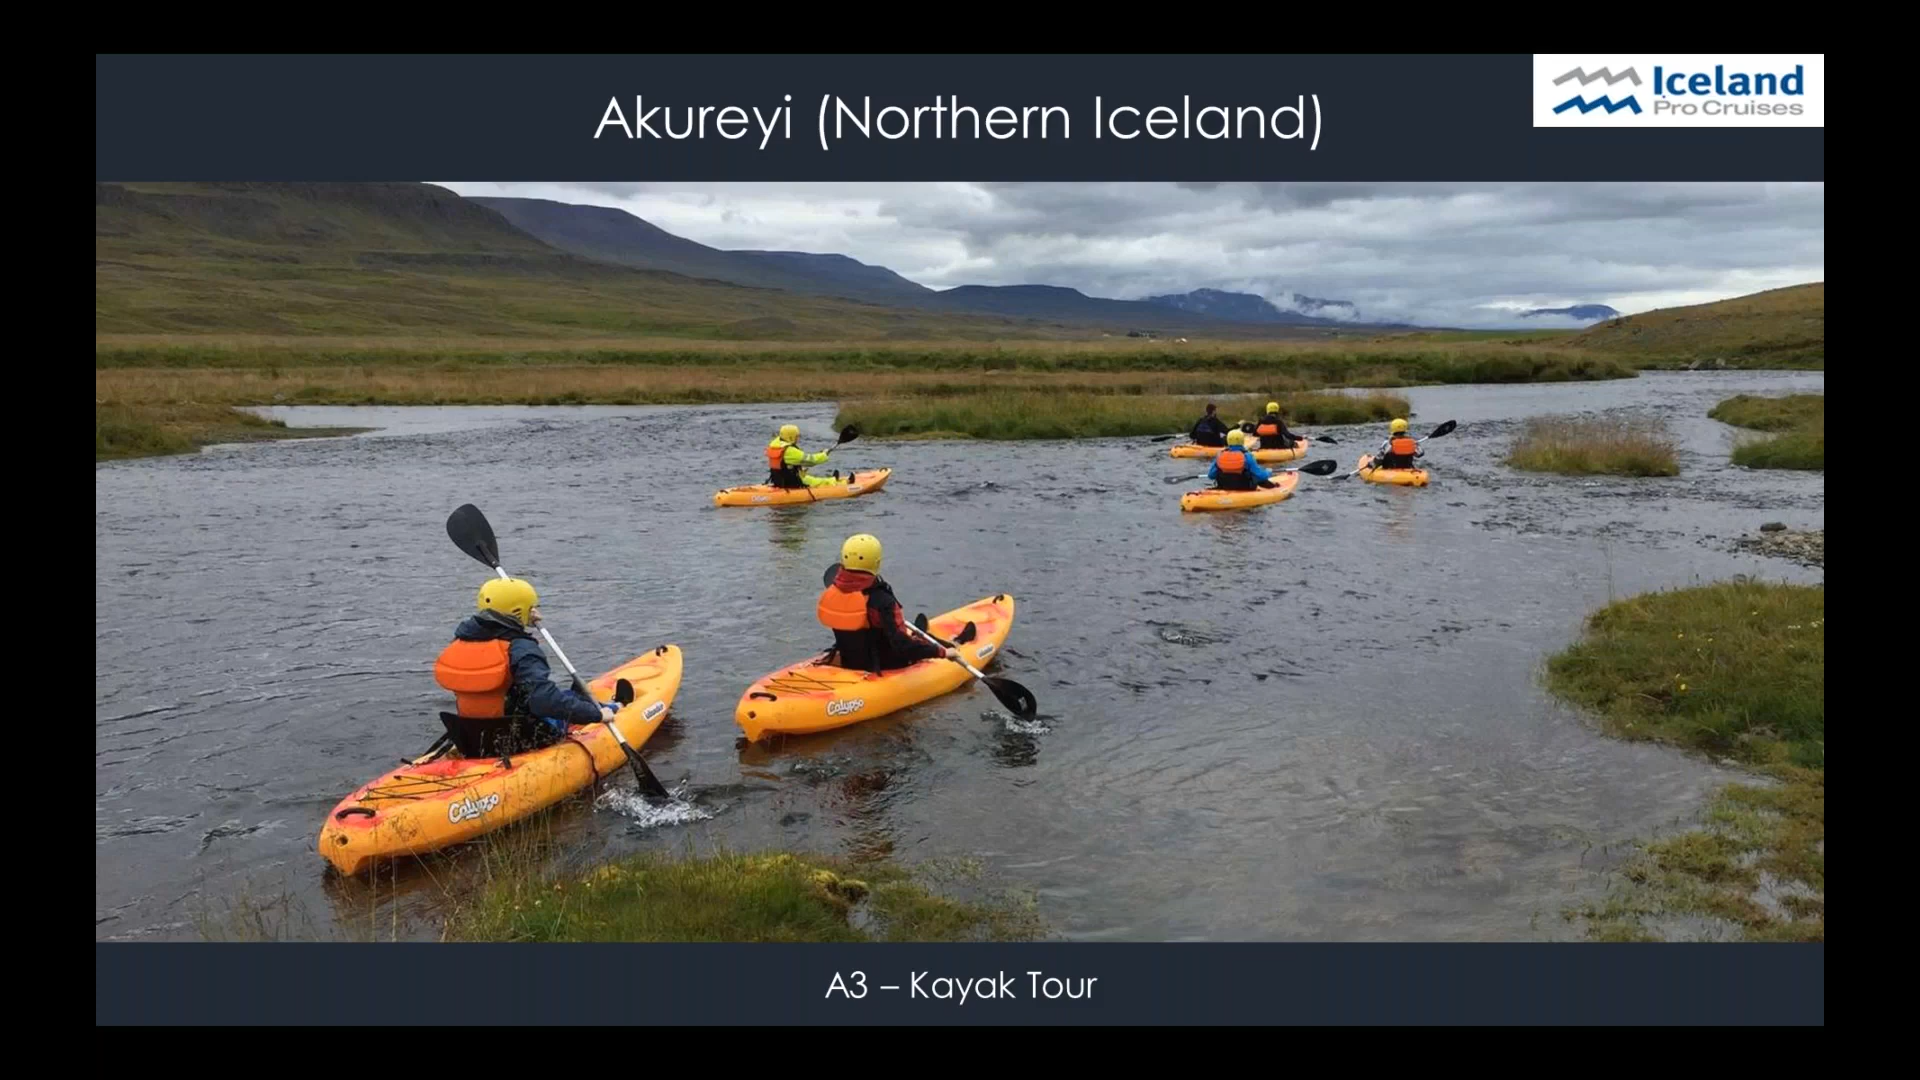 Akureyi (Northern Iceland)
Iceland
Pro Cruises
Calypso
Calypso
A3 – Kayak Tour